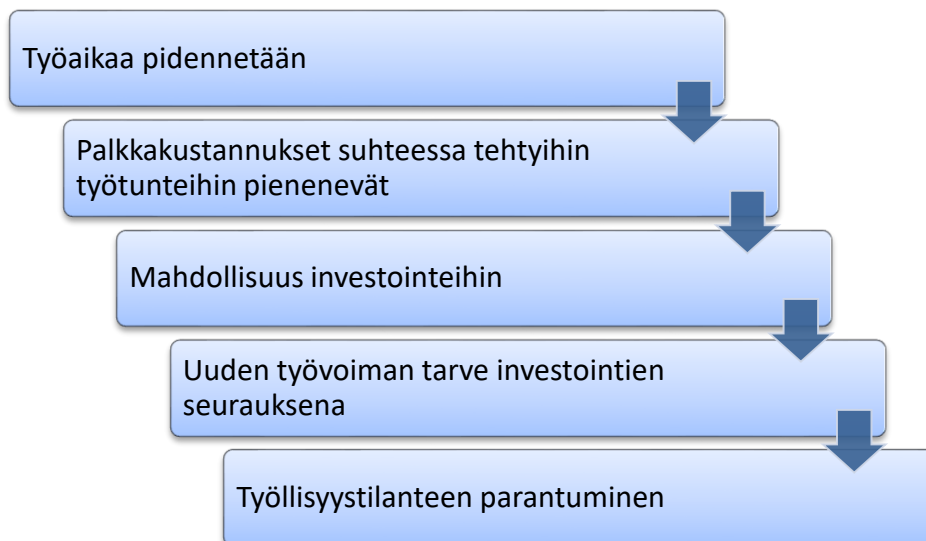 Työaikaa pidennetään
Palkkakustannukset suhteessa tehtyihin
työtunteihin pienenevät
Mahdollisuus investointeihin
Uuden työvoiman tarve investointien
seurauksena
Työllisyystilanteen parantuminen